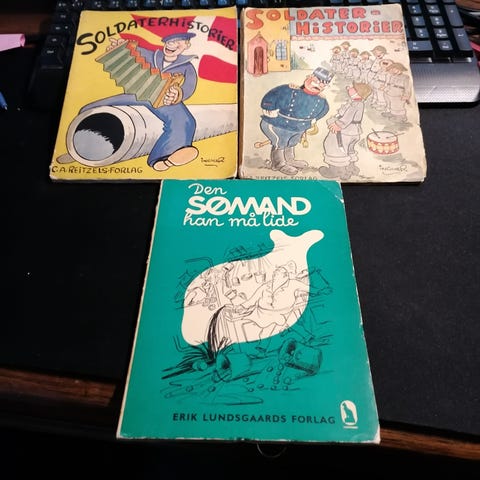 SOLDATERHISTORIER
C.A. REITZELS-FORLAG
SOLDATER-
HISTORIER
C.A. REITZELS FORLAG
Den
SØMAND
han må lide
ERIK LUNDSGAARDS FORLAG